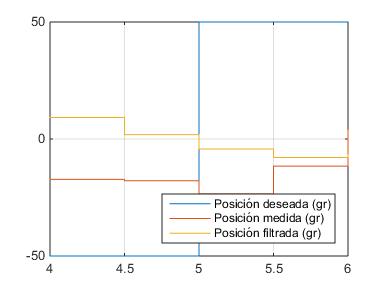 50
0
-50
4
4.5
5
5.5
6
Posición deseada (gr)
Posición medida (gr)
Posición filtrada (gr)